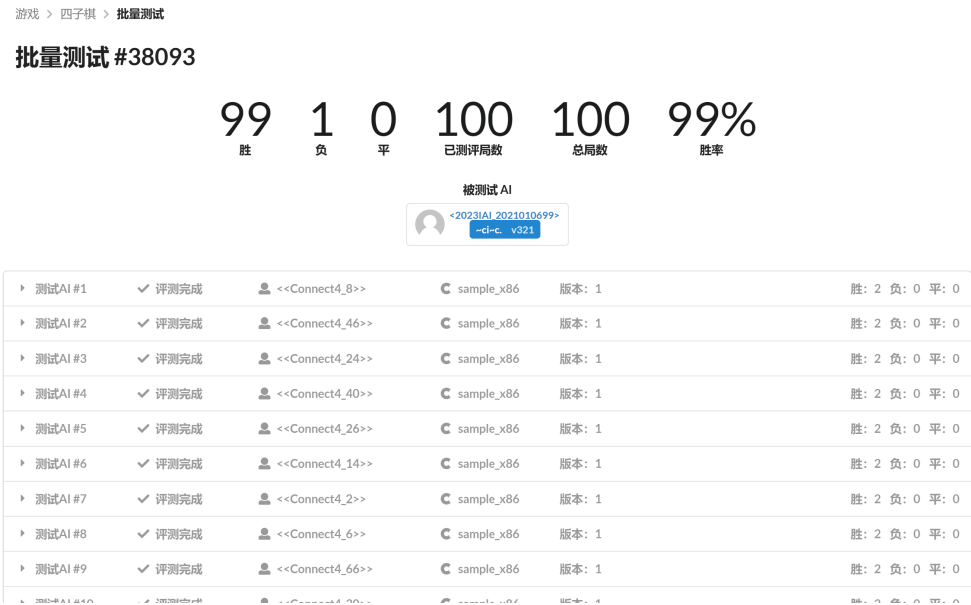 游戏 > 四子棋 > 批量测试
批量测试 #38093
99 1 0 100 100 99%
胜 负 平 已测评局数 总局数 胜率
被测试 AI
<2023IAI_2021010699>
~ci~c. v321
测试AI #1 评测完成 <<Connect4_8>> sample_x86 版本：1 胜：2 负：0 平：0
测试AI #2 评测完成 <<Connect4_46>> sample_x86 版本：1 胜：2 负：0 平：0
测试AI #3 评测完成 <<Connect4_24>> sample_x86 版本：1 胜：2 负：0 平：0
测试AI #4 评测完成 <<Connect4_40>> sample_x86 版本：1 胜：2 负：0 平：0
测试AI #5 评测完成 <<Connect4_26>> sample_x86 版本：1 胜：2 负：0 平：0
测试AI #6 评测完成 <<Connect4_14>> sample_x86 版本：1 胜：2 负：0 平：0
测试AI #7 评测完成 <<Connect4_2>> sample_x86 版本：1 胜：2 负：0 平：0
测试AI #8 评测完成 <<Connect4_6>> sample_x86 版本：1 胜：2 负：0 平：0
测试AI #9 评测完成 <<Connect4_66>> sample_x86 版本：1 胜：2 负：0 平：0